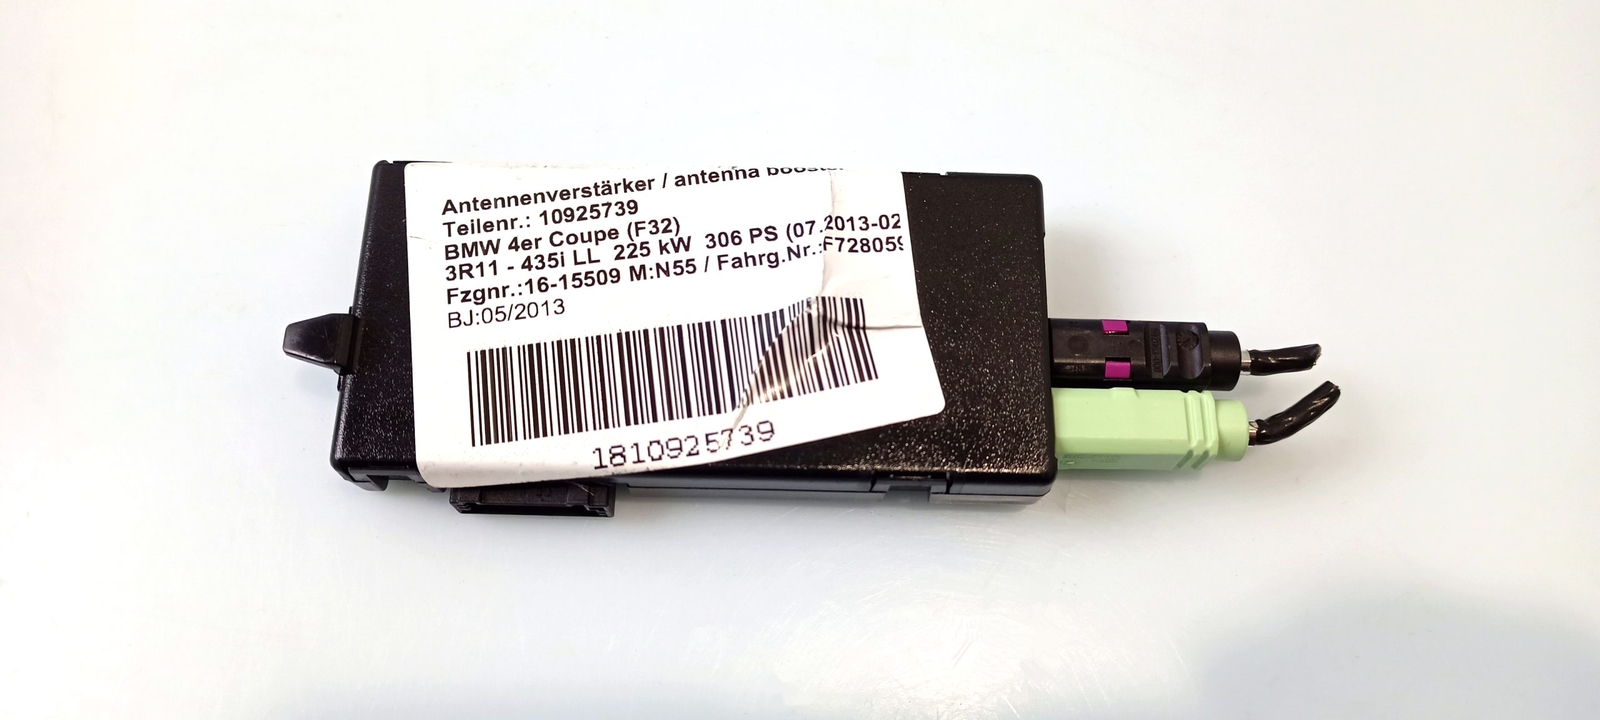 Antennenverstärker / antenna
Teilenr.: 10925739
BMW 4er Coupe (F32)
3R11 - 435i LL 225 kW 306 PS (07.2013-02
Fzgnr.:16-15509 M:N55 / Fahrg.Nr.:F728059
BJ:05/2013
1810925739